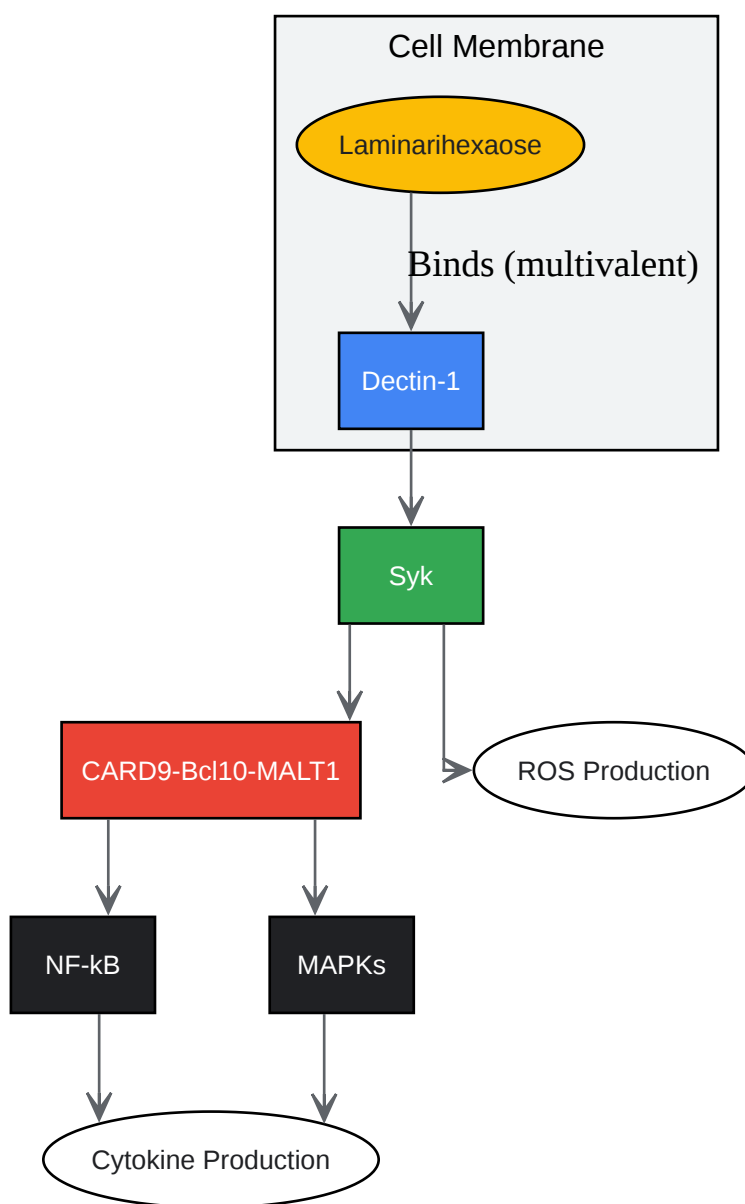 Cell Membrane
Laminarihexaose
Binds (multivalent)
Dectin-1
Syk
CARD9-Bcl10-MALT1
ROS Production
NF-kB
MAPKs
Cytokine Production